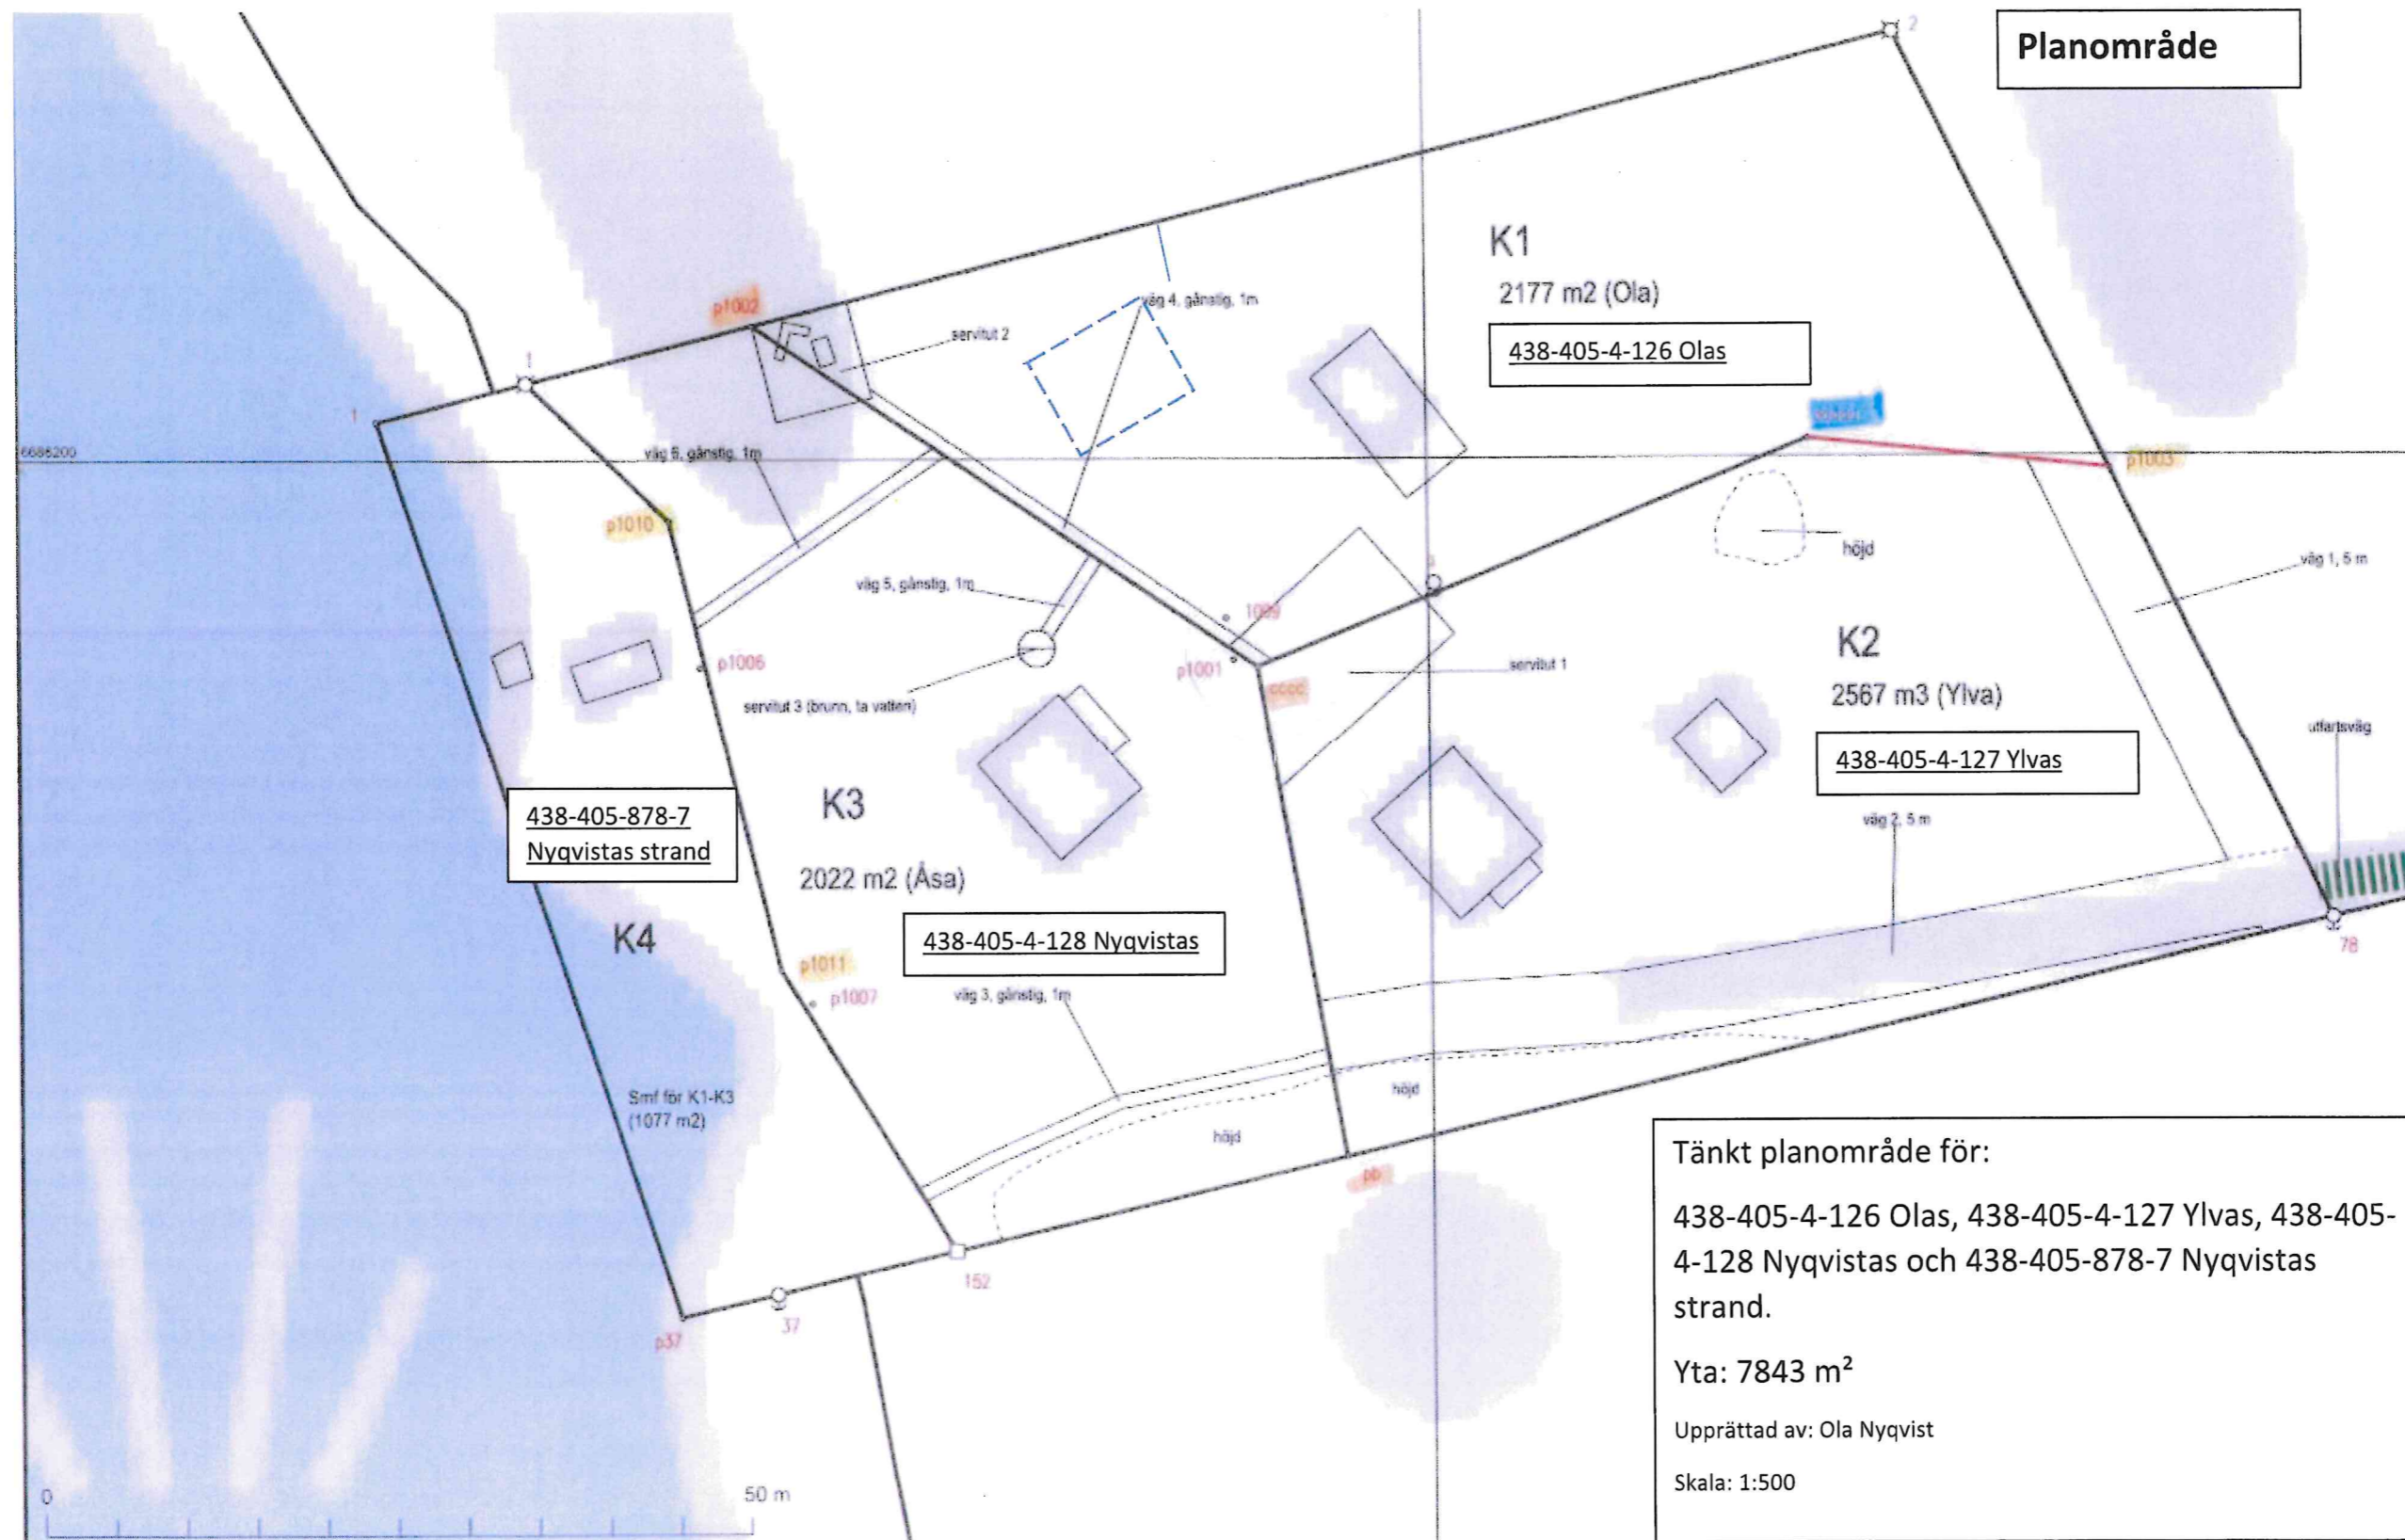 2
Planområde
K1
2177 m2 (Ola)
438-405-4-126 Olas
p1002
väg 4, gångstig, 1m
servitut 2
1
1
6686200
väg 6, gångstig, 1m
p1003
p1010
höjd
väg 5, gångstig, 1m
väg 1, 5 m
1009
K2
p1006
p1001
servitut 1
cccc
2567 m3 (Ylva)
servitut 3 (brunn, ta vatten)
utfartsväg
438-405-4-127 Ylvas
438-405-878-7
Nyqvistas strand
K3
väg 2, 5 m
2022 m2 (Åsa)
K4
438-405-4-128 Nyqvistas
78
p1011
p1007
väg 3, gångstig, 1m
Smf för K1-K3
(1077 m2)
höjd
höjd
pb
152
37
p37
Tänkt planområde för:
438-405-4-126 Olas, 438-405-4-127 Ylvas, 438-405-
4-128 Nyqvistas och 438-405-878-7 Nyqvistas
strand.
Yta: 7843 m²
Upprättad av: Ola Nyqvist
Skala: 1:500
0
50 m